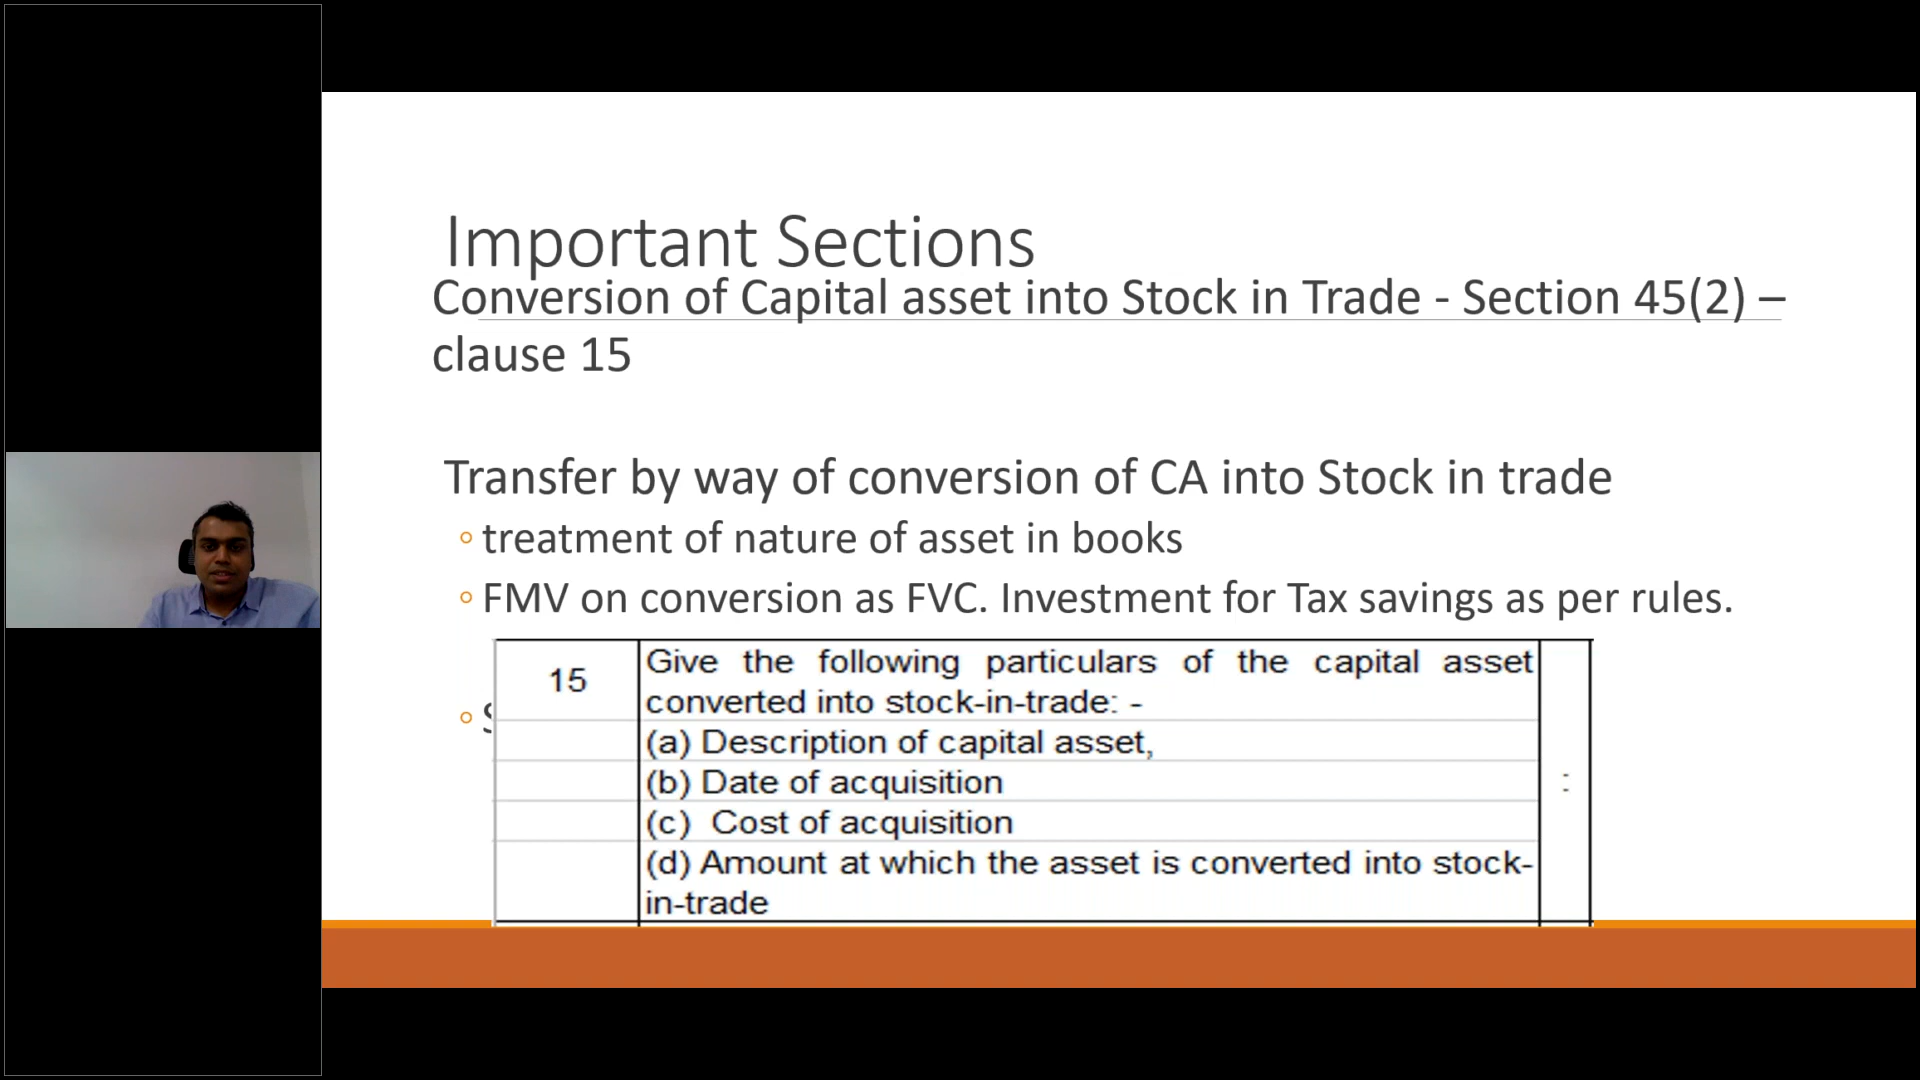 Important Sections
Conversion of Capital asset into Stock in Trade - Section 45(2) –
clause 15
Transfer by way of conversion of CA into Stock in trade
◦ treatment of nature of asset in books
◦ FMV on conversion as FVC. Investment for Tax savings as per rules.
15 Give the following particulars of the capital asset
converted into stock-in-trade: -
(a) Description of capital asset,
(b) Date of acquisition :
(c) Cost of acquisition
(d) Amount at which the asset is converted into stock-
in-trade